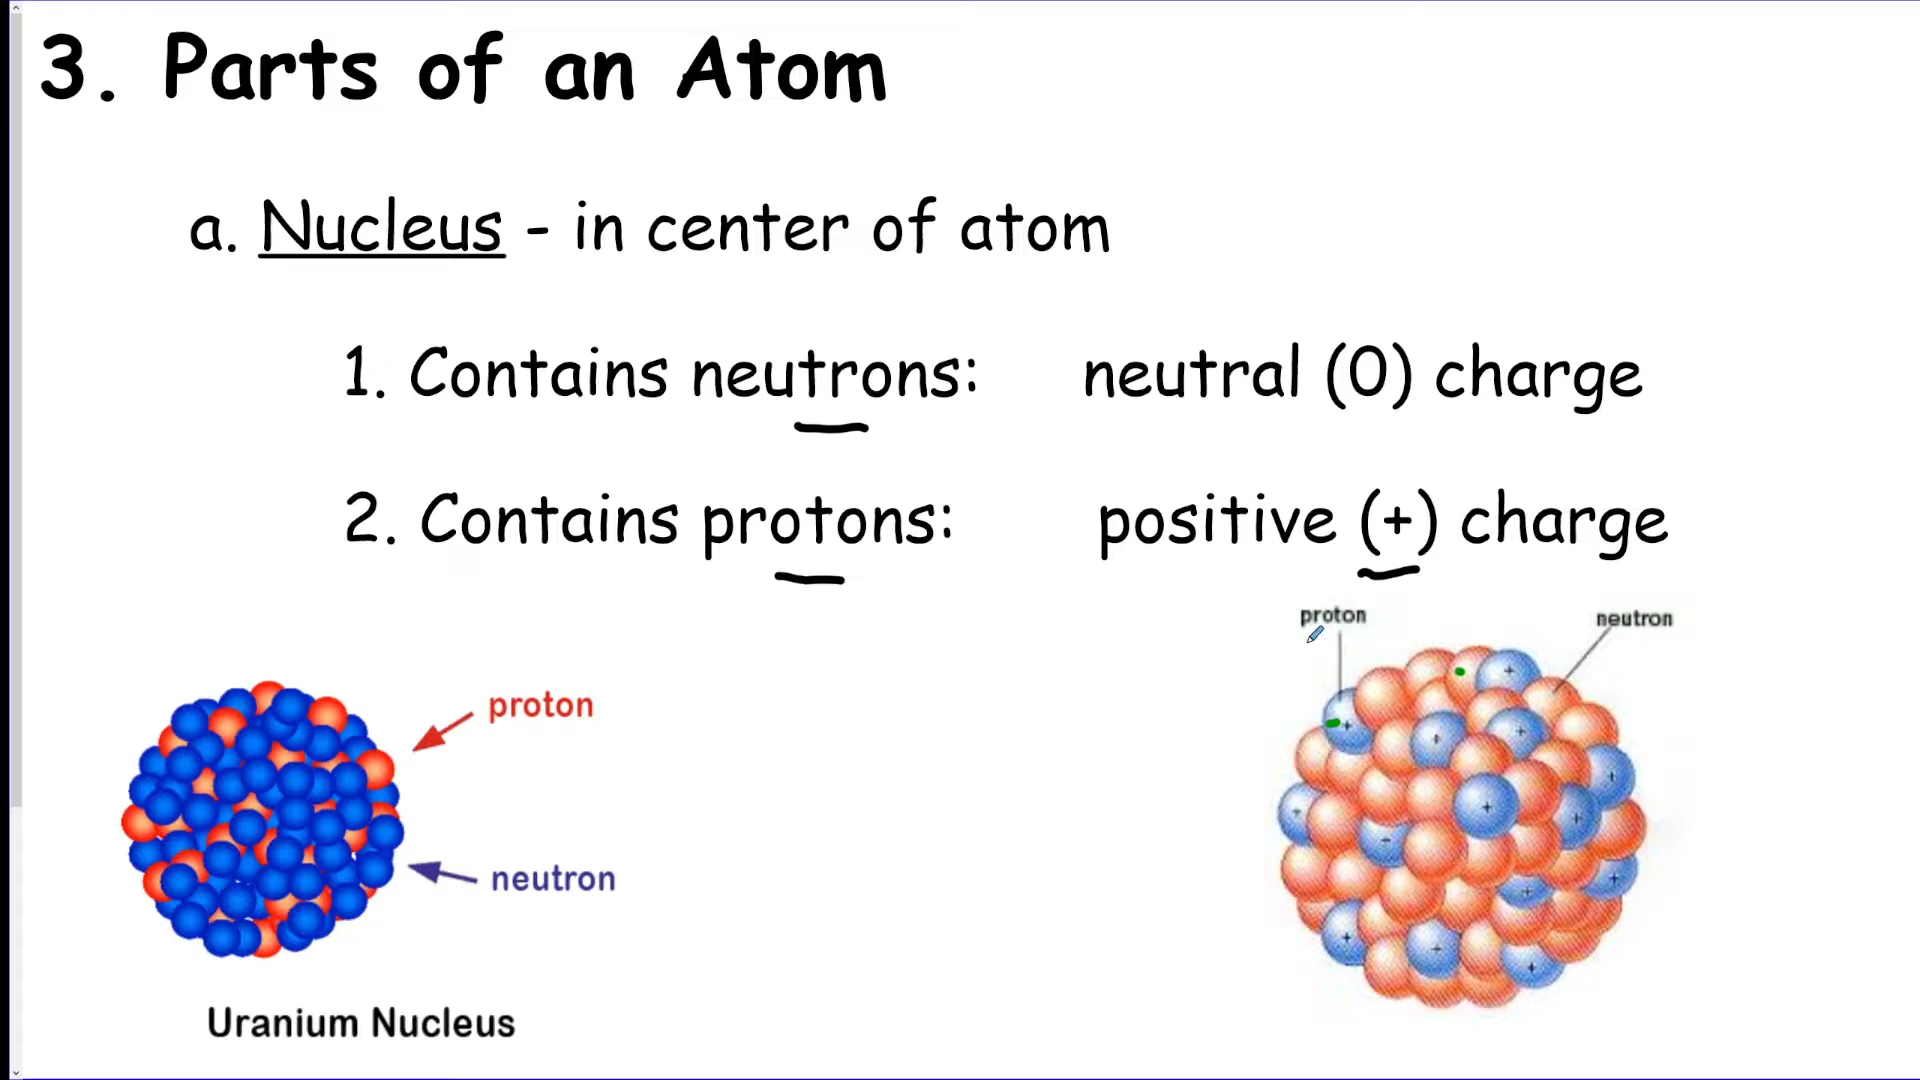 3. Parts of an Atom
a. Nucleus - in center of atom
1. Contains neutrons: neutral (0) charge
2. Contains protons: positive (+) charge
proton
neutron
proton
neutron
Uranium Nucleus